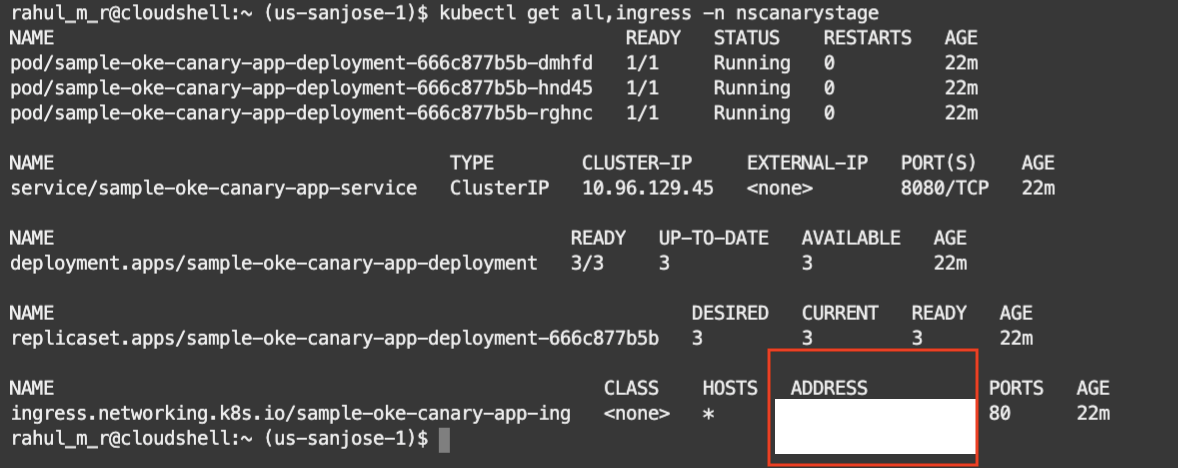 rahul_m_r@cloudshell:~ (us-sanjose-1)$ kubectl get all,ingress -n nscanarystage
NAME READY STATUS RESTARTS AGE
pod/sample-oke-canary-app-deployment-666c877b5b-dmhfd 1/1 Running 0 22m
pod/sample-oke-canary-app-deployment-666c877b5b-hnd45 1/1 Running 0 22m
pod/sample-oke-canary-app-deployment-666c877b5b-rghnc 1/1 Running 0 22m
NAME TYPE CLUSTER-IP EXTERNAL-IP PORT(S) AGE
service/sample-oke-canary-app-service ClusterIP 10.96.129.45 <none> 8080/TCP 22m
NAME READY UP-TO-DATE AVAILABLE AGE
deployment.apps/sample-oke-canary-app-deployment 3/3 3 3 22m
NAME DESIRED CURRENT READY AGE
replicaset.apps/sample-oke-canary-app-deployment-666c877b5b 3 3 3 22m
NAME CLASS HOSTS ADDRESS PORTS AGE
ingress.networking.k8s.io/sample-oke-canary-app-ing <none> * 80 22m
rahul_m_r@cloudshell:~ (us-sanjose-1)$